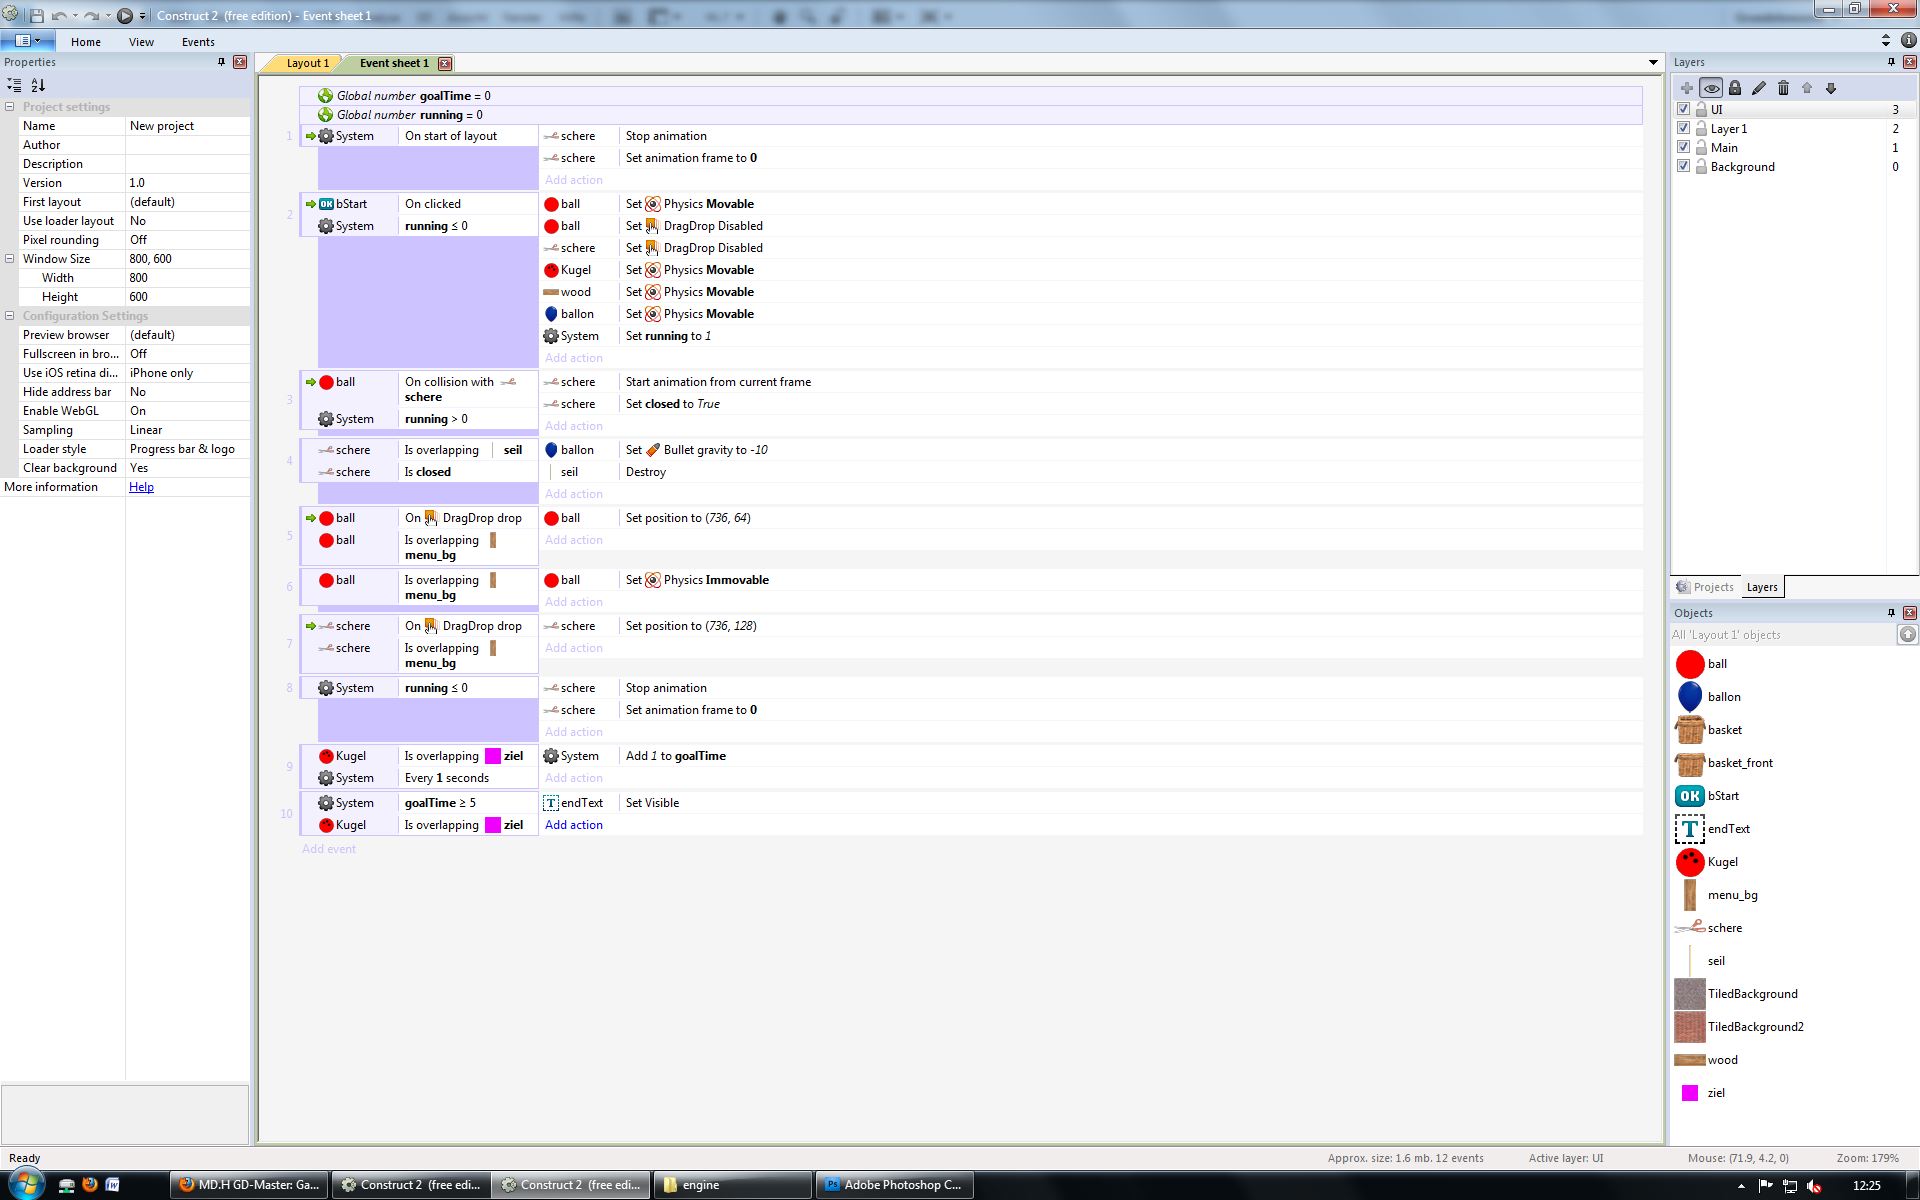 Construct 2 (free edition) - Event sheet 1
Home View Events
Properties
Project settings
Name New project
Author
Description
Version 1.0
First layout (default)
Use loader layout No
Pixel rounding Off
Window Size 800, 600
Width 800
Height 600
Configuration Settings
Preview browser (default)
Fullscreen in bro... Off
Use iOS retina di... iPhone only
Hide address bar No
Enable WebGL On
Sampling Linear
Loader style Progress bar & logo
Clear background Yes
More information Help
Layout 1 Event sheet 1
Global number goalTime = 0
Global number running = 0
1 System On start of layout schere Stop animation
schere Set animation frame to 0
Add action
2 bStart On clicked ball Set Physics Movable
System running ≤ 0 ball Set DragDrop Disabled
schere Set DragDrop Disabled
Kugel Set Physics Movable
wood Set Physics Movable
ballon Set Physics Movable
System Set running to 1
Add action
3 ball On collision with schere schere Start animation from current frame
schere Set closed to True
System running > 0 Add action
4 schere Is overlapping seil ballon Set Bullet gravity to -10
schere Is closed seil Destroy
Add action
5 ball On DragDrop drop ball Set position to (736, 64)
ball Is overlapping menu_bg Add action
6 ball Is overlapping menu_bg ball Set Physics Immovable
Add action
7 schere On DragDrop drop schere Set position to (736, 128)
schere Is overlapping menu_bg Add action
8 System running ≤ 0 schere Stop animation
schere Set animation frame to 0
Add action
9 Kugel Is overlapping ziel System Add 1 to goalTime
System Every 1 seconds Add action
10 System goalTime ≥ 5 T endText Set Visible
Kugel Is overlapping ziel Add action
Add event
Layers
UI 3
Layer 1 2
Main 1
Background 0
Projects Layers
Objects
All 'Layout 1' objects
ball
ballon
basket
basket_front
OK bStart
T endText
Kugel
menu_bg
schere
seil
TiledBackground
TiledBackground2
wood
ziel
Ready Approx. size: 1.6 mb. 12 events Active layer: UI Mouse: (71.9, 4.2, 0) Zoom: 179%
MD.H GD-Master: Ga... Construct 2 (free edi... Construct 2 (free edi... engine Ps Adobe Photoshop C... 12:25